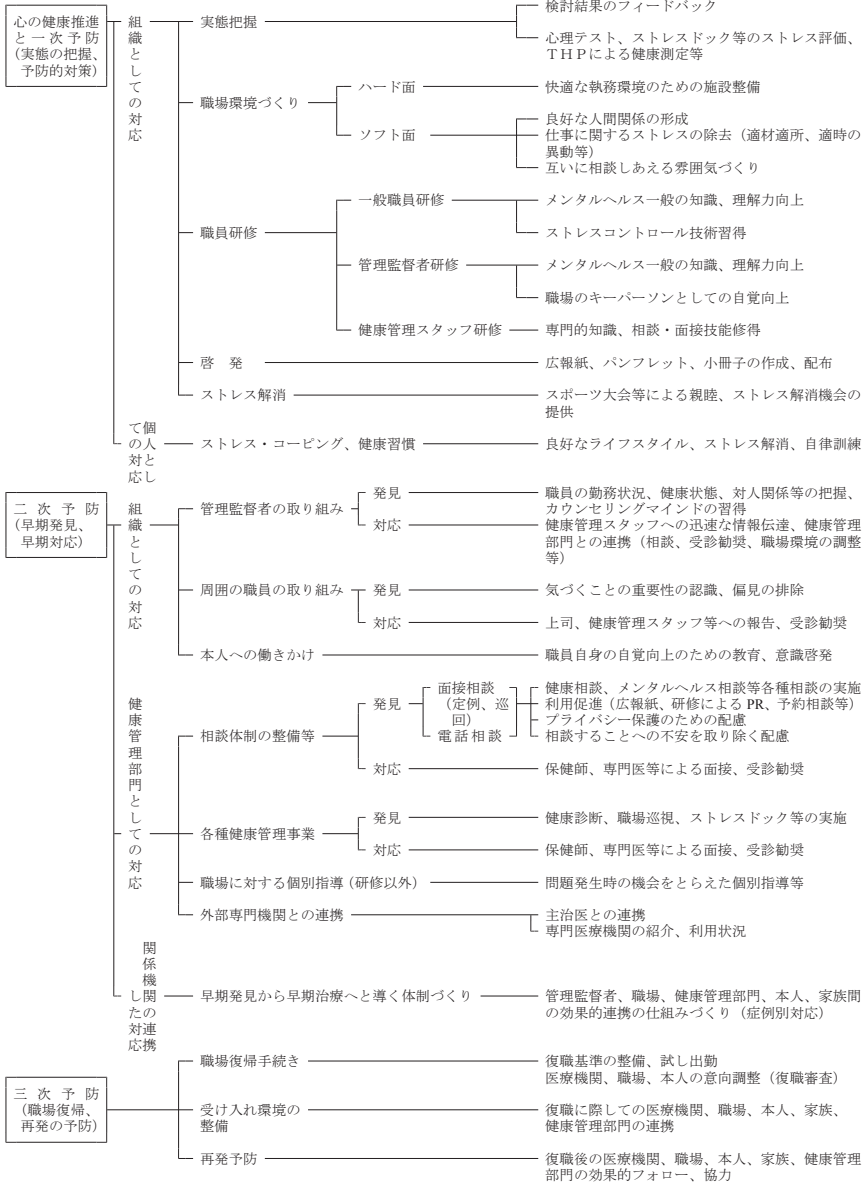 心の健康推進
と一次予防
(実態の把握、
予防的対策)
組織としての対応
実態把握
検討結果のフィードバック
心理テスト、ストレスドック等のストレス評価、
THPによる健康測定等
職場環境づくり
ハード面
快適な執務環境のための施設整備
ソフト面
良好な人間関係の形成
仕事に関するストレスの除去(適材適所、適時の
異動等)
互いに相談しあえる雰囲気づくり
職員研修
一般職員研修
メンタルヘルス一般の知識、理解力向上
ストレスコントロール技術習得
管理監督者研修
メンタルヘルス一般の知識、理解力向上
職場のキーパーソンとしての自覚向上
健康管理スタッフ研修
専門的知識、相談・面接技能修得
啓 発
広報紙、パンフレット、小冊子の作成、配布
ストレス解消
スポーツ大会等による親睦、ストレス解消機会の
提供
個人とし
ての対応
ストレス・コーピング、健康習慣
良好なライフスタイル、ストレス解消、自律訓練
二次予防
(早期発見、
早期対応)
組織としての対応
管理監督者の取り組み
発見
職員の勤務状況、健康状態、対人関係等の把握、
カウンセリングマインドの習得
対応
健康管理スタッフへの迅速な情報伝達、健康管理
部門との連携(相談、受診勧奨、職場環境の調整
等)
周囲の職員の取り組み
発見
気づくことの重要性の認識、偏見の排除
対応
上司、健康管理スタッフ等への報告、受診勧奨
本人への働きかけ
職員自身の自覚向上のための教育、意識啓発
健康管理部門としての対応
相談体制の整備等
発見
面接相談
(定例、巡
回)
電話相談
健康相談、メンタルヘルス相談等各種相談の実施
利用促進(広報紙、研修によるPR、予約相談等)
プライバシー保護のための配慮
相談することへの不安を取り除く配慮
対応
保健師、専門医等による面接、受診勧奨
各種健康管理事業
発見
健康診断、職場巡視、ストレスドック等の実施
対応
保健師、専門医等による面接、受診勧奨
職場に対する個別指導(研修以外)
問題発生時の機会をとらえた個別指導等
外部専門機関との連携
主治医との連携
専門医療機関の紹介、利用状況
関係機関の連携
した対応
早期発見から早期治療へと導く体制づくり
管理監督者、職場、健康管理部門、本人、家族間
の効果的連携の仕組みづくり(症例別対応)
三次予防
(職場復帰、
再発の予防)
職場復帰手続き
復職基準の整備、試し出勤
医療機関、職場、本人の意向調整(復職審査)
受け入れ環境の
整備
復職に際しての医療機関、職場、本人、家族、
健康管理部門の連携
再発予防
復職後の医療機関、職場、本人、家族、健康管理
部門の効果的フォロー、協力